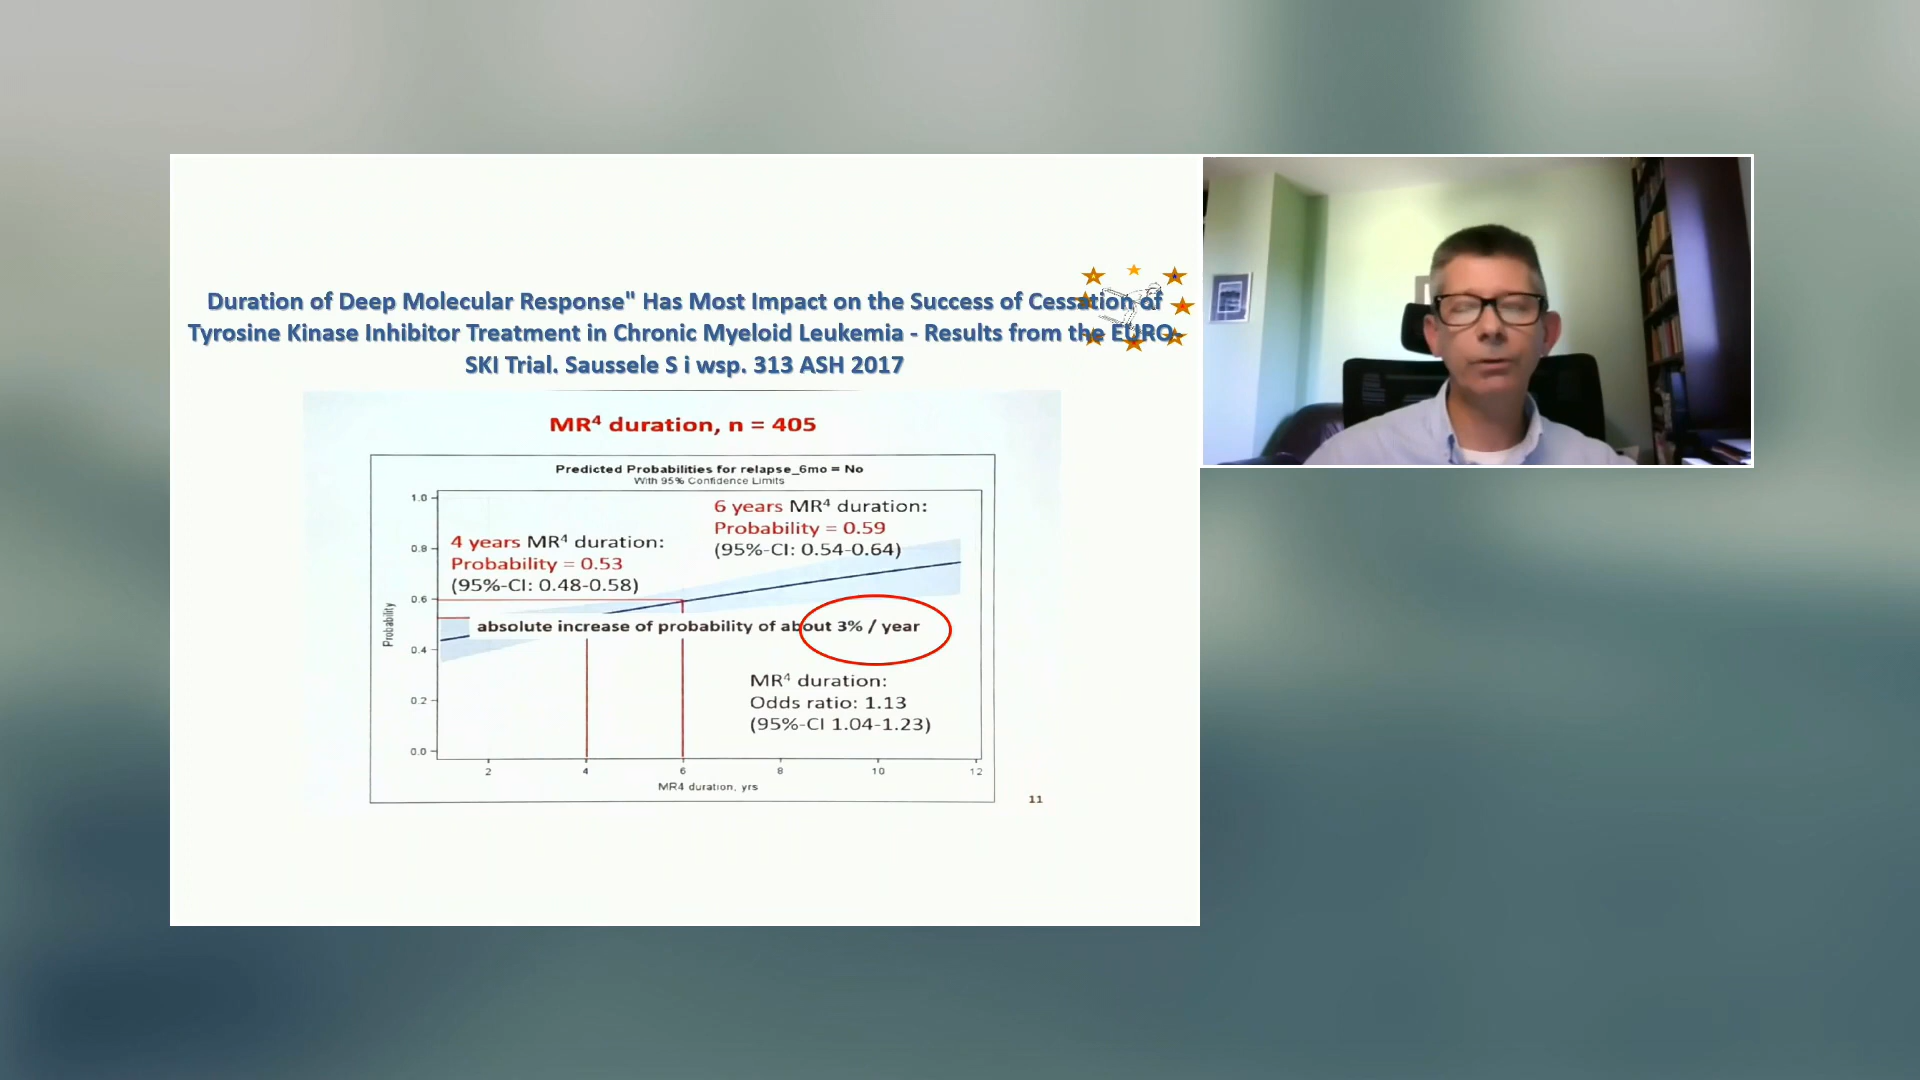 Duration of Deep Molecular Response" Has Most Impact on the Success of Cessation of
Tyrosine Kinase Inhibitor Treatment in Chronic Myeloid Leukemia - Results from the EURO-
SKI Trial. Saussele S i wsp. 313 ASH 2017
MR⁴ duration, n = 405
Predicted Probabilities for relapse_6mo = No
With 95% Confidence Limits
6 years MR⁴ duration:
Probability = 0.59
(95%-CI: 0.54-0.64)
4 years MR⁴ duration:
Probability = 0.53
(95%-CI: 0.48-0.58)
absolute increase of probability of about 3% / year
MR⁴ duration:
Odds ratio: 1.13
(95%-CI 1.04-1.23)
Probability
1.0
0.8
0.6
0.4
0.2
0.0
2 4 6 8 10 12
MR4 duration, yrs
11